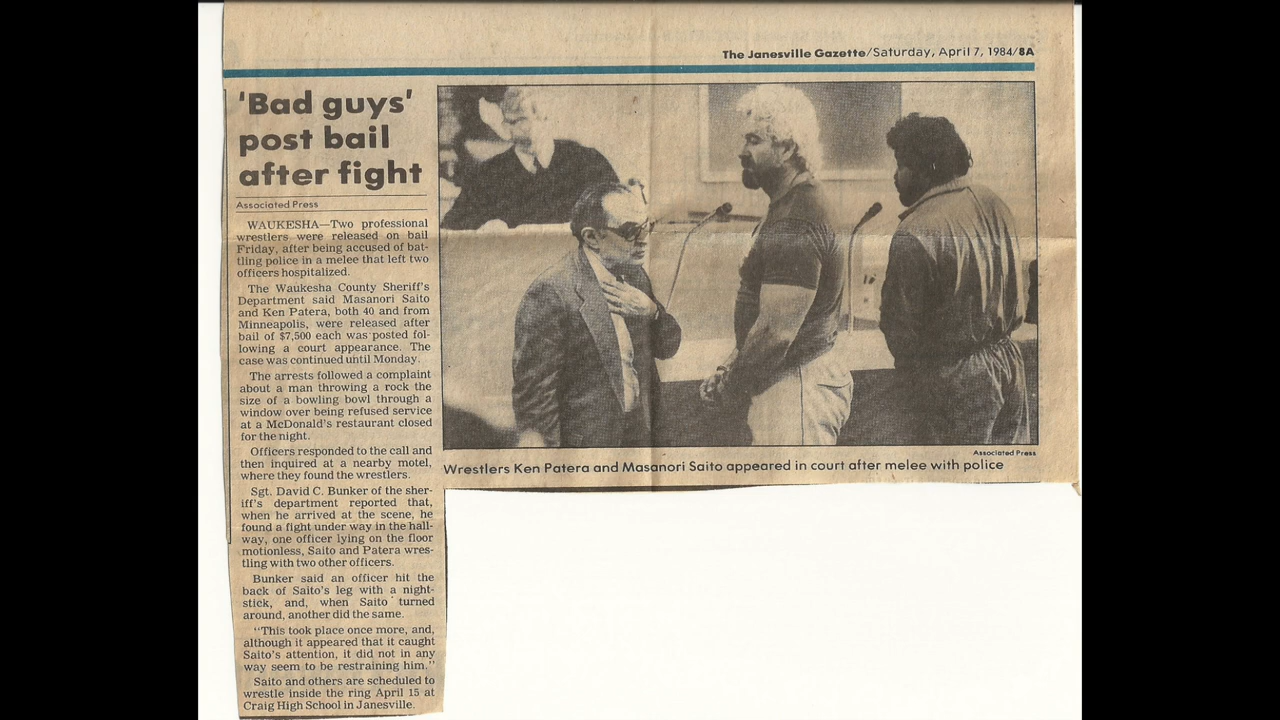 The Janesville Gazette/Saturday, April 7, 1984/8A
'Bad guys'
post bail
after fight
Associated Press
WAUKESHA—Two professional
wrestlers were released on bail
Friday, after being accused of bat-
tling police in a melee that left two
officers hospitalized.
The Waukesha County Sheriff's
Department said Masanori Saito
and Ken Patera, both 40 and from
Minneapolis, were released after
bail of $7,500 each was posted fol-
lowing a court appearance. The
case was continued until Monday.
The arrests followed a complaint
about a man throwing a rock the
size of a bowling bowl through a
window over being refused service
at a McDonald's restaurant closed
for the night.
Officers responded to the call and
then inquired at a nearby motel,
where they found the wrestlers.
Sgt. David C. Bunker of the sher-
iff's department reported that,
when he arrived at the scene, he
found a fight under way in the hall-
way, one officer lying on the floor
motionless, Saito and Patera wres-
tling with two other officers.
Bunker said an officer hit the
back of Saito's leg with a night-
stick, and, when Saito turned
around, another did the same.
"This took place once more, and,
although it appeared that it caught
Saito's attention, it did not in any
way seem to be restraining him."
Saito and others are scheduled to
wrestle inside the ring April 15 at
Craig High School in Janesville.
Associated Press
Wrestlers Ken Patera and Masanori Saito appeared in court after melee with police